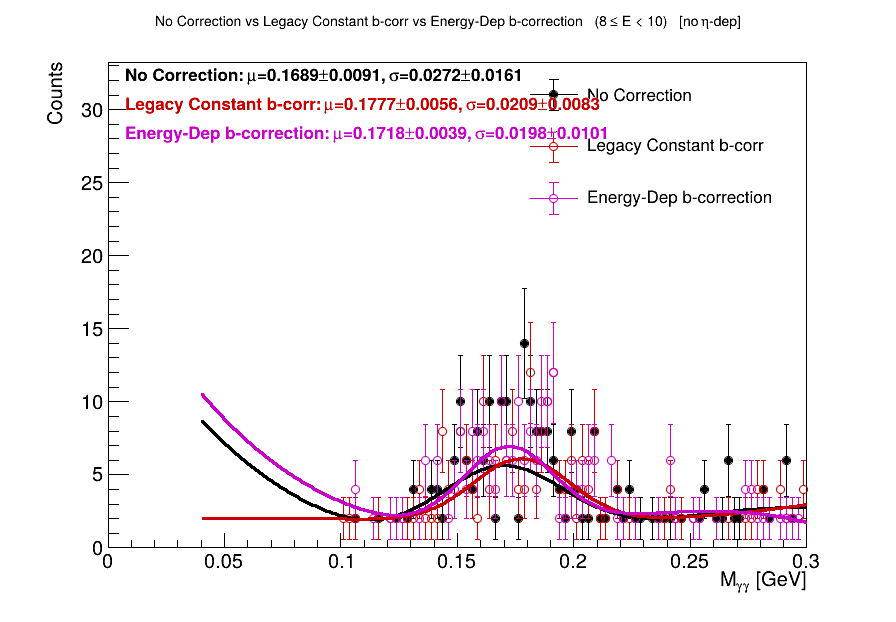 No Correction vs Legacy Constant b-corr vs Energy-Dep b-correction (8 ≤ E < 10) [no η-dep]
Counts
No Correction: μ=0.1689±0.0091, σ=0.0272±0.0161
Legacy Constant b-corr: μ=0.1777±0.0056, σ=0.0209±0.0083
Energy-Dep b-correction: μ=0.1718±0.0039, σ=0.0198±0.0101
No Correction
Legacy Constant b-corr
Energy-Dep b-correction
30
25
20
15
10
5
0
0 0.05 0.1 0.15 0.2 0.25 0.3
Mγγ [GeV]